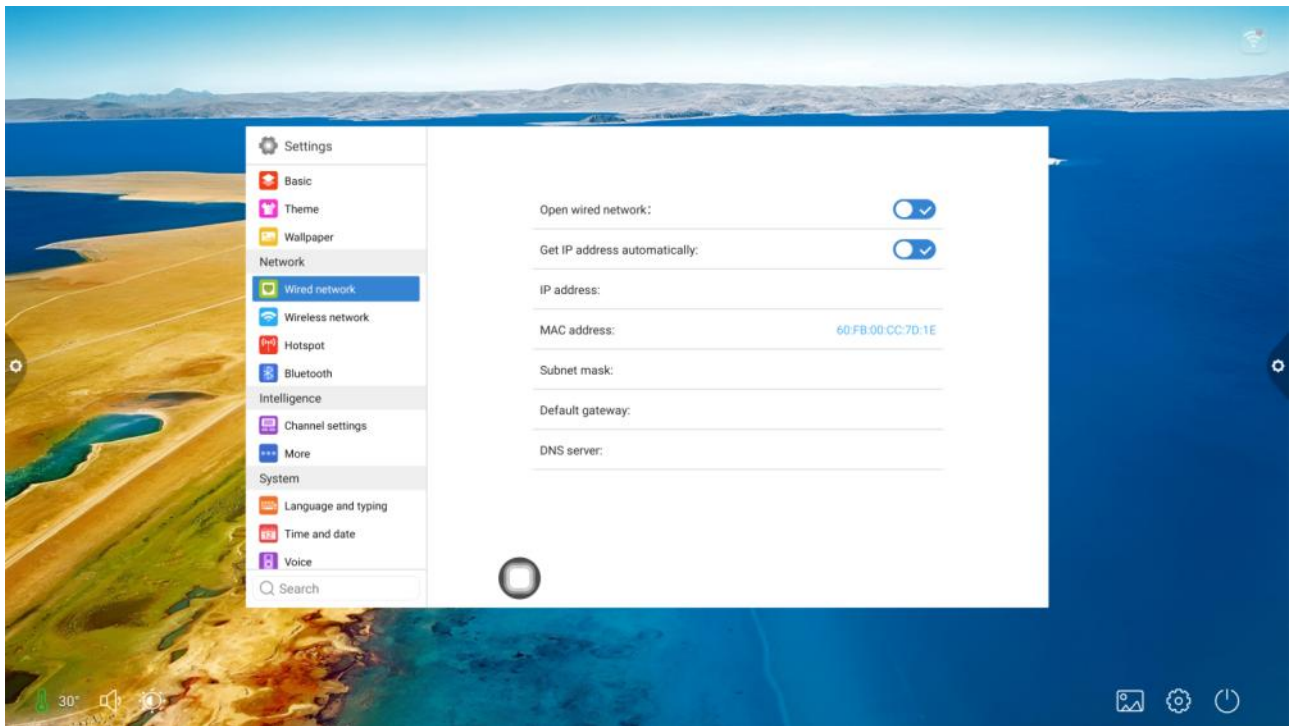 Settings
Basic
Theme
Wallpaper
Network
Wired network
Wireless network
Hotspot
Bluetooth
Intelligence
Channel settings
More
System
Language and typing
12
Time and date
Voice
Search
Open wired network:
Get IP address automatically:
IP address:
MAC address: 60:FB:00:CC:7D:1E
Subnet mask:
Default gateway:
DNS server:
30°